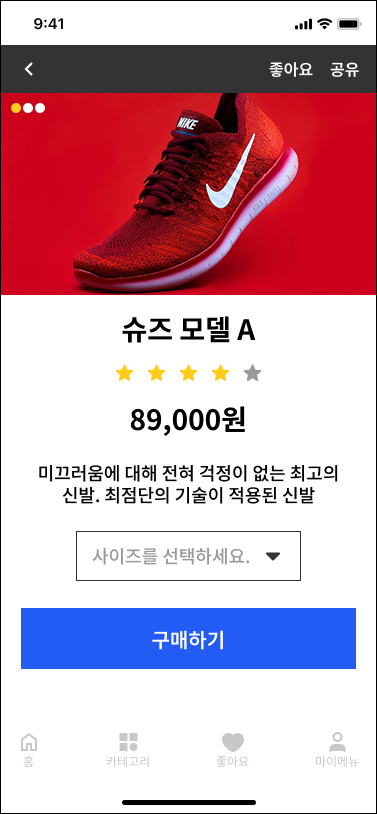 9:41
좋아요 공유
NIKE
슈즈 모델 A
89,000원
미끄러움에 대해 전혀 걱정이 없는 최고의
신발. 최점단의 기술이 적용된 신발
사이즈를 선택하세요.
구매하기
홈 카테고리 좋아요 마이메뉴